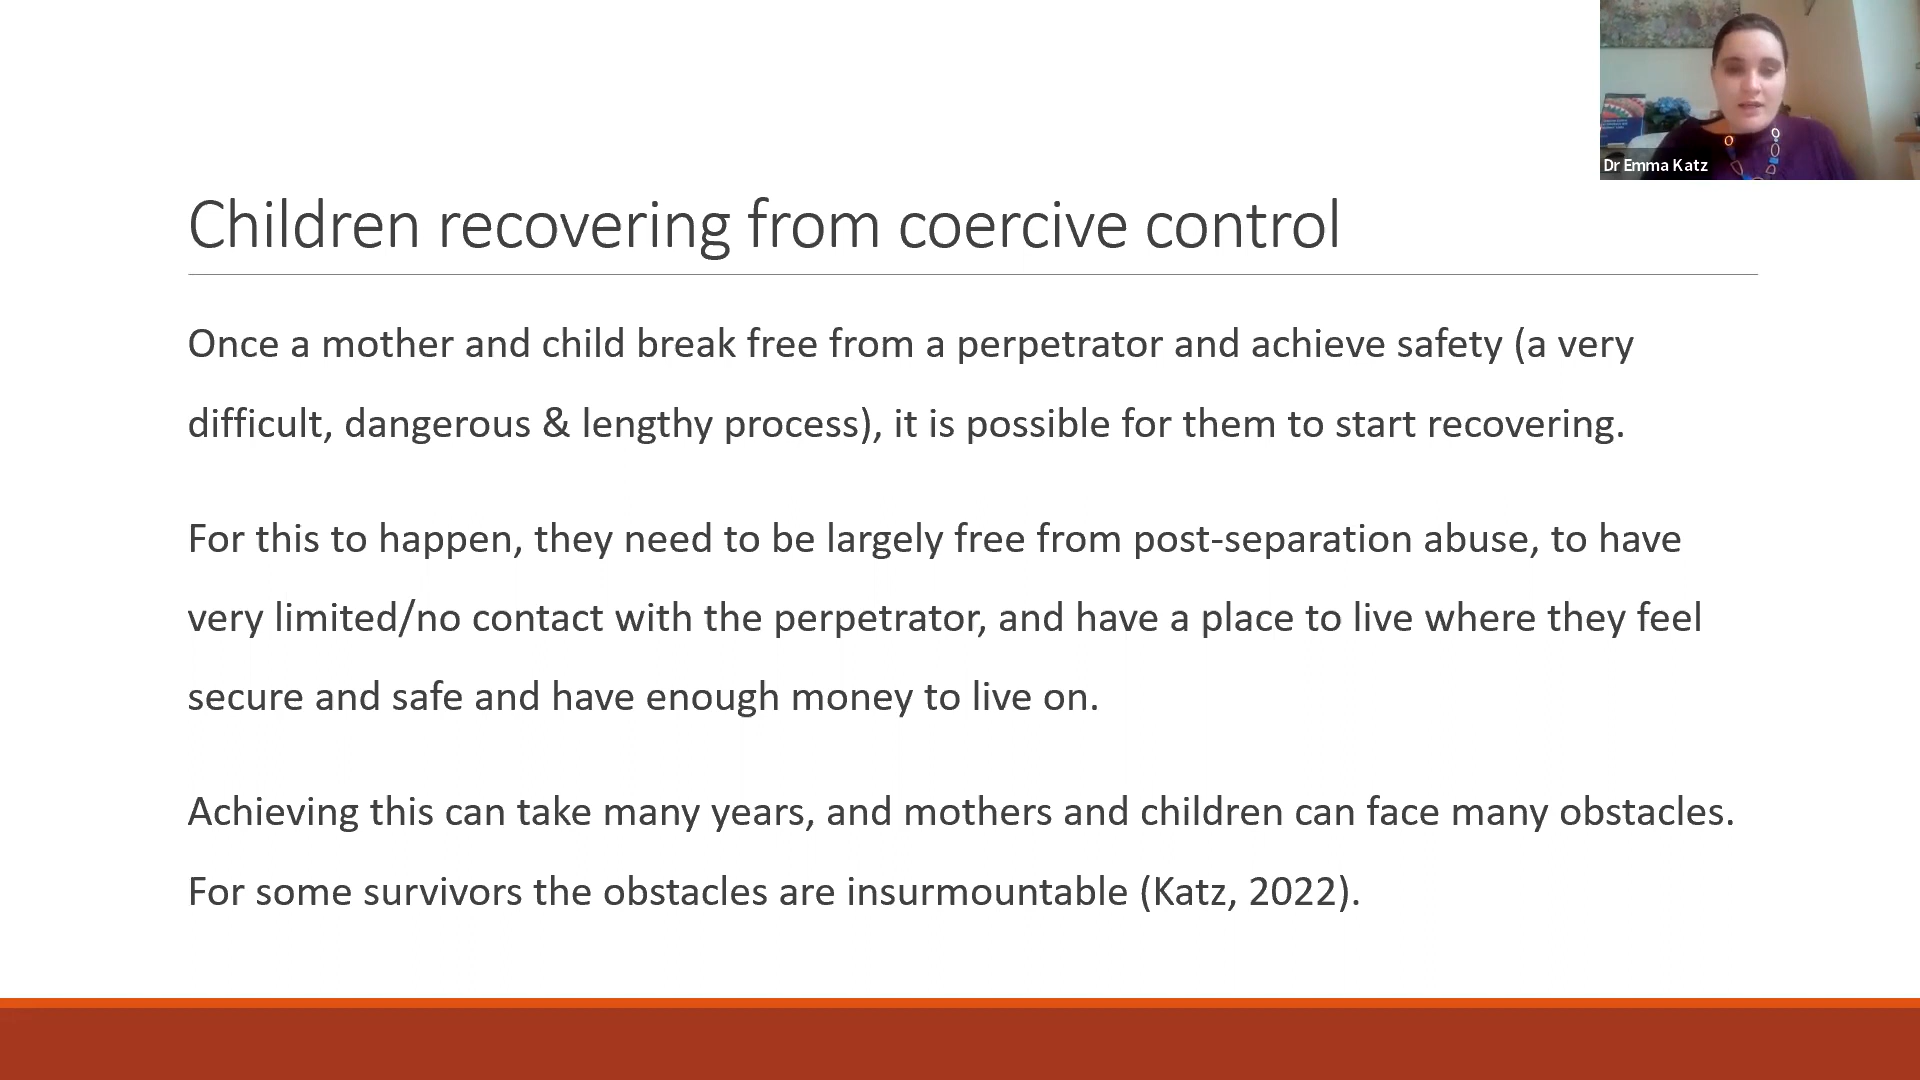 Dr Emma Katz
Children recovering from coercive control
Once a mother and child break free from a perpetrator and achieve safety (a very
difficult, dangerous & lengthy process), it is possible for them to start recovering.
For this to happen, they need to be largely free from post-separation abuse, to have
very limited/no contact with the perpetrator, and have a place to live where they feel
secure and safe and have enough money to live on.
Achieving this can take many years, and mothers and children can face many obstacles.
For some survivors the obstacles are insurmountable (Katz, 2022).